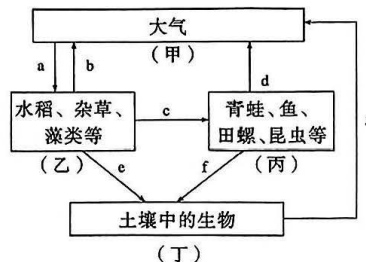 大气
(甲)
a
b
d
水稻、杂草、
藻类等
c
青蛙、鱼、
田螺、昆虫等
(乙)
e
f
(丙)
土壤中的生物
(丁)